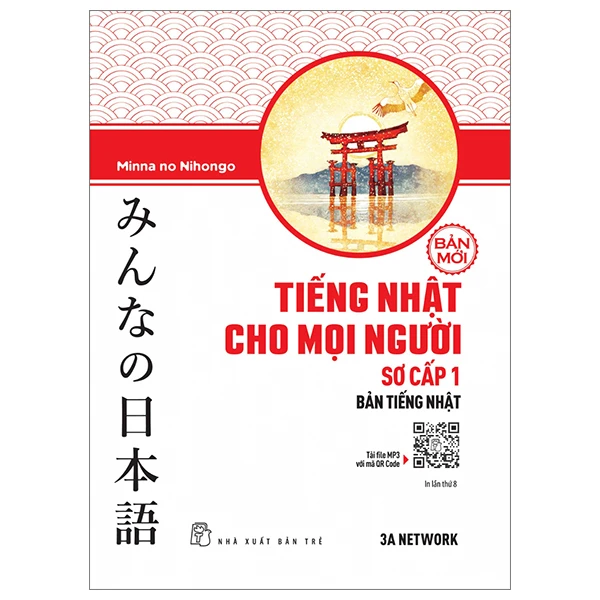 Minna no Nihongo
みんなの日本語
BẢN
MỚI
TIẾNG NHẬT
CHO MỌI NGƯỜI
SƠ CẤP 1
BẢN TIẾNG NHẬT
Tải file MP3
với mã QR Code
In lần thứ 8
NHÀ XUẤT BẢN TRẺ
3A NETWORK